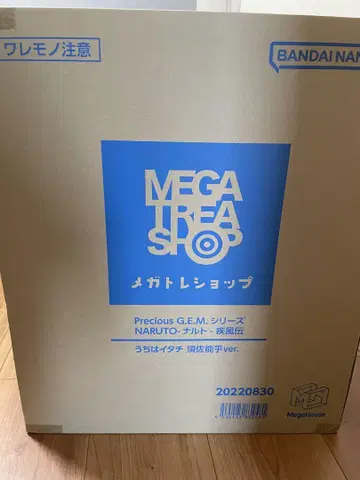 ワレモノ注意
BANDAI NAM
MEGA
TREA
SHOP
メガトレショップ
Precious G.E.M. シリーズ
NARUTO- ナルト - 疾風伝
うちはイタチ 須佐能乎ver.
20220830
MegaHouse